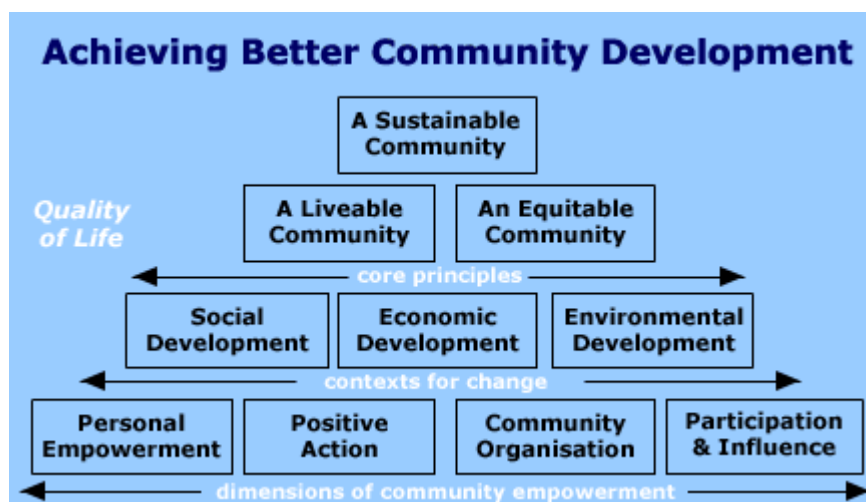 Achieving Better Community Development
A Sustainable
Community
Quality
of Life
A Liveable
Community
An Equitable
Community
core principles
Social
Development
Economic
Development
Environmental
Development
contexts for change
Personal
Empowerment
Positive
Action
Community
Organisation
Participation
& Influence
dimensions of community empowerment